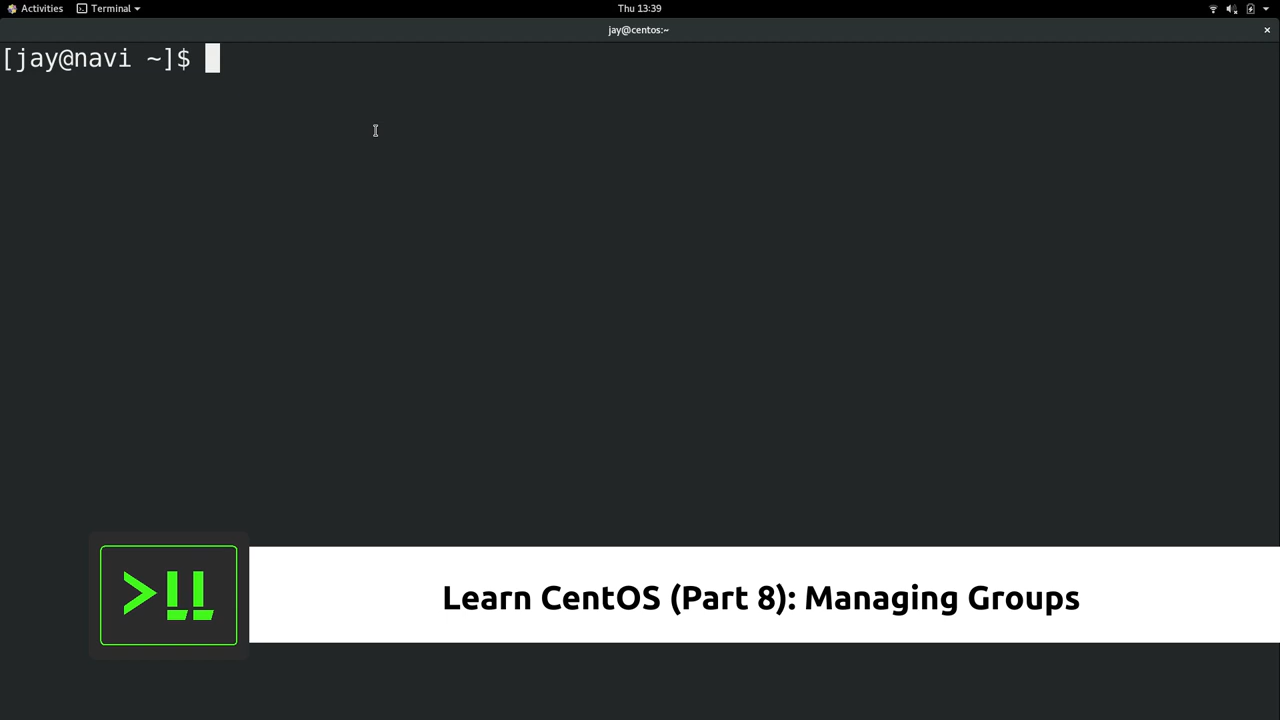 Activities Terminal Thu 13:39
jay@centos:~ ×
[jay@navi ~]$
>!!
Learn CentOS (Part 8): Managing Groups